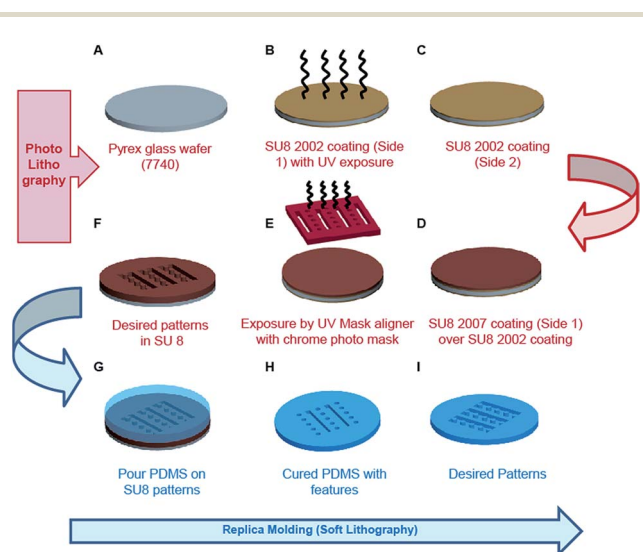 A
B
C
Photo
Litho
graphy
Pyrex glass wafer
(7740)
SU8 2002 coating (Side
1) with UV exposure
SU8 2002 coating
(Side 2)
F
E
D
Desired patterns
in SU 8
Exposure by UV Mask aligner
with chrome photo mask
SU8 2007 coating (Side 1)
over SU8 2002 coating
G
H
I
Pour PDMS on
SU8 patterns
Cured PDMS with
features
Desired Patterns
Replica Molding (Soft Lithography)